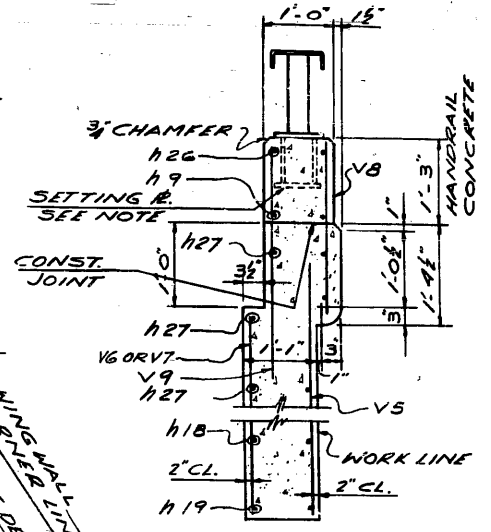 1'-0"
1½"
¾" CHAMFER
h26
h9
V8
1'-3"
HANDRAIL
CONCRETE
SETTING ℞.
SEE NOTE
h27
1"
1'-0½"
1'-4½"
CONST.
JOINT
1'-0"
3½"
3"
h27
V6 OR V7
1'-1"
3"
V9
1"
h27
V5
h18
WORK LINE
2" CL.
2" CL.
h19
WING WALL